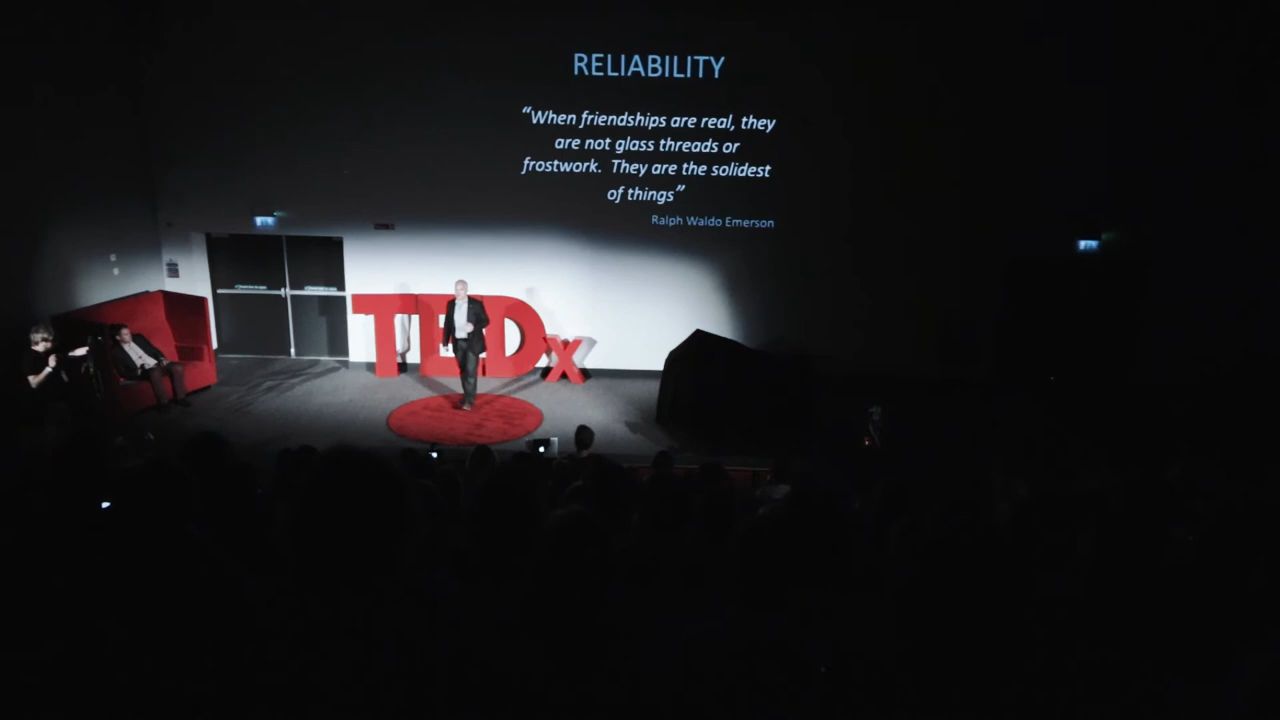 RELIABILITY
“When friendships are real, they
are not glass threads or
frostwork. They are the solidest
of things”
Ralph Waldo Emerson
TEDx